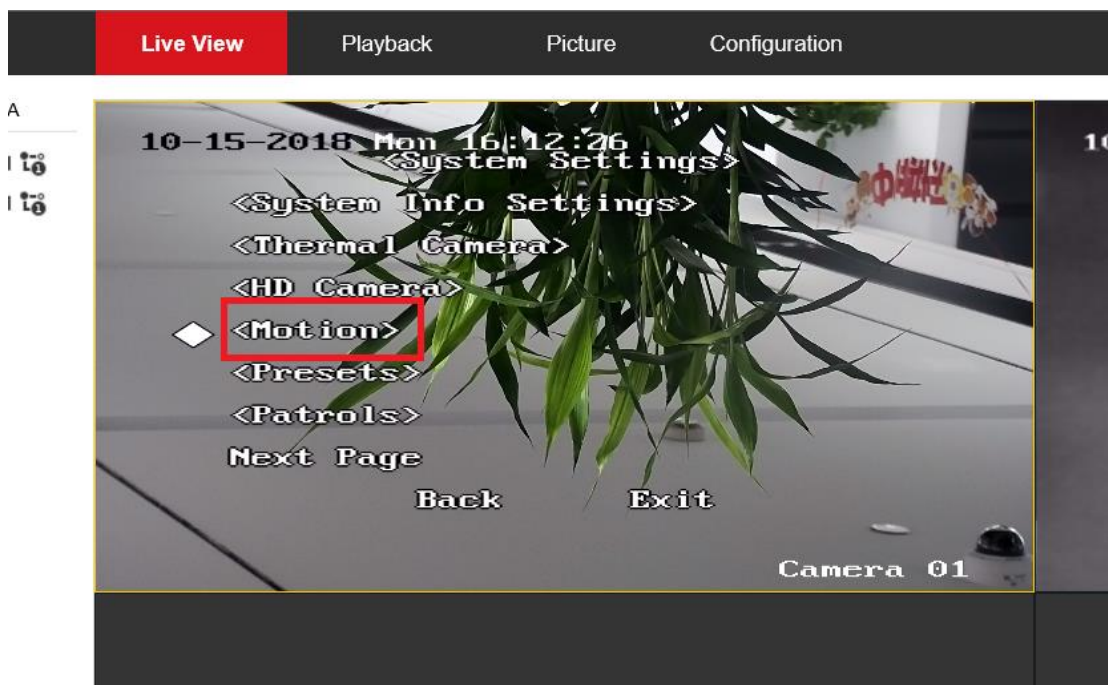 Live View Playback Picture Configuration
A
10-15-2018 Mon 16:12:26
<System Settings>
<System Info Settings>
<Thermal Camera>
<HD Camera>
<Motion>
<Presets>
<Patrols>
Next Page
Back Exit
Camera 01